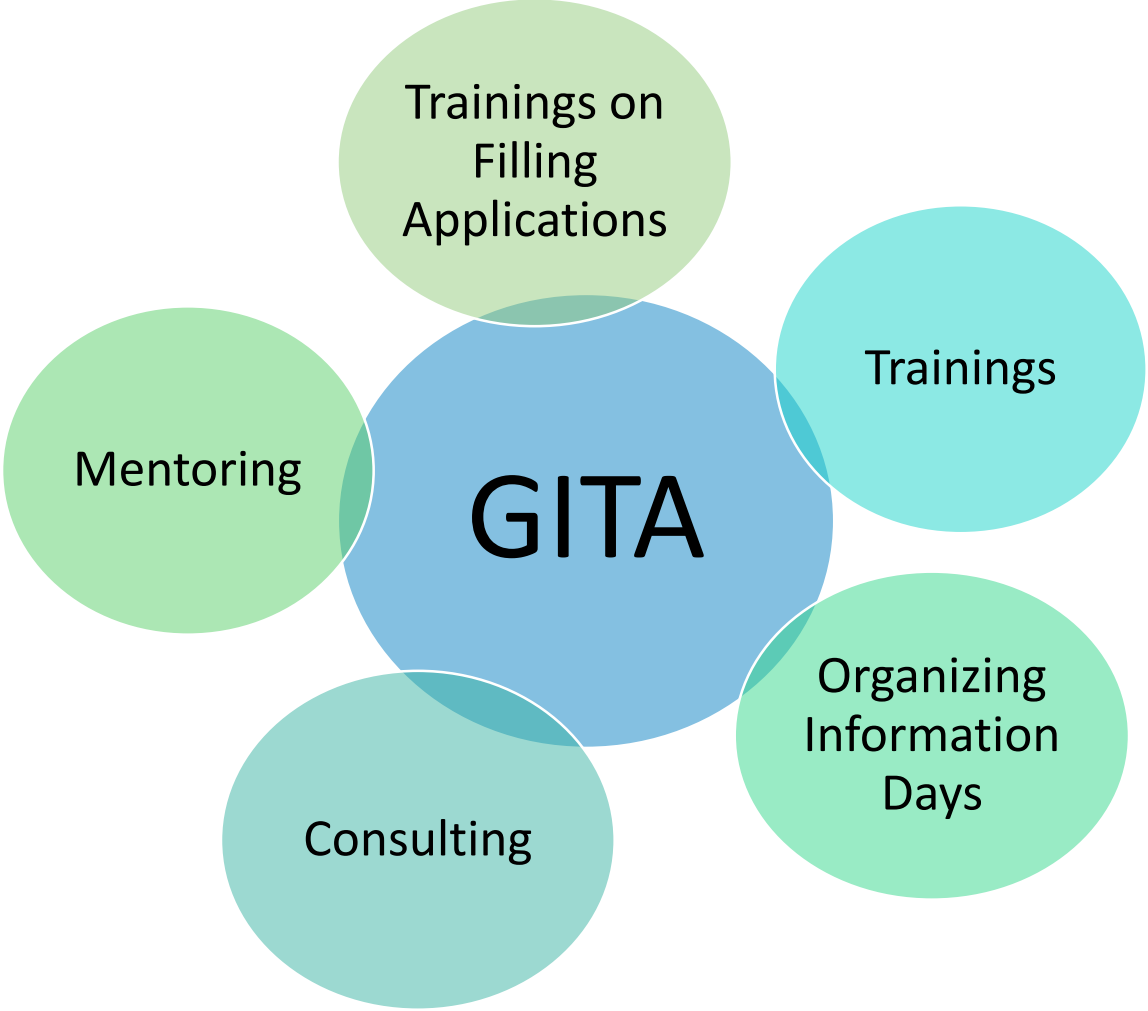 Trainings on
Filling
Applications
Trainings
Mentoring
GITA
Organizing
Information
Days
Consulting